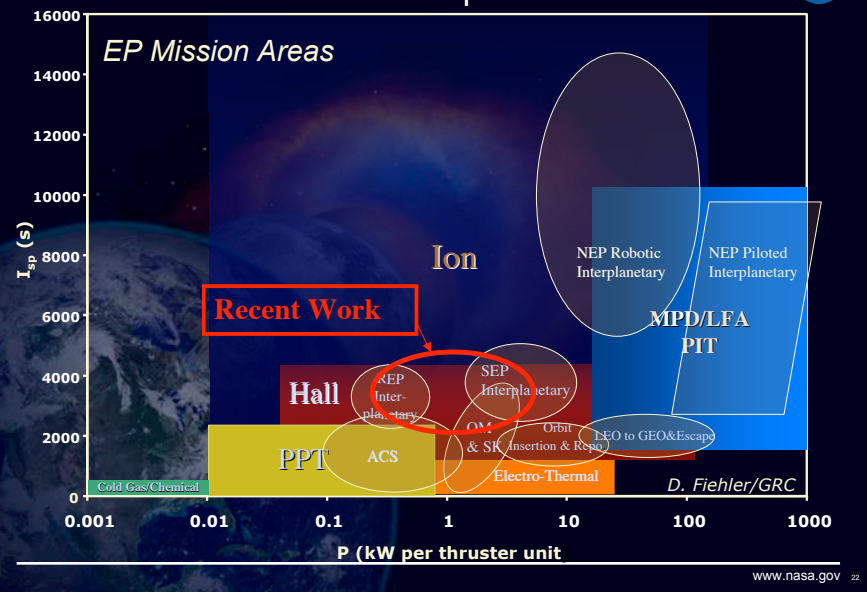 EP Mission Areas
16000
14000
12000
10000
8000
6000
4000
2000
0
Isp (s)
Ion
NEP Robotic
Interplanetary
NEP Piloted
Interplanetary
Recent Work
MPD/LFA
PIT
Hall
REP
Inter-
planetary
SEP
Interplanetary
OM
& SK
Orbit
Insertion & Repo
LEO to GEO&Escape
PPT
ACS
Electro-Thermal
Cold Gas/Chemical
D. Fiehler/GRC
0.001
0.01
0.1
1
10
100
1000
P (kW per thruster unit
www.nasa.gov 22